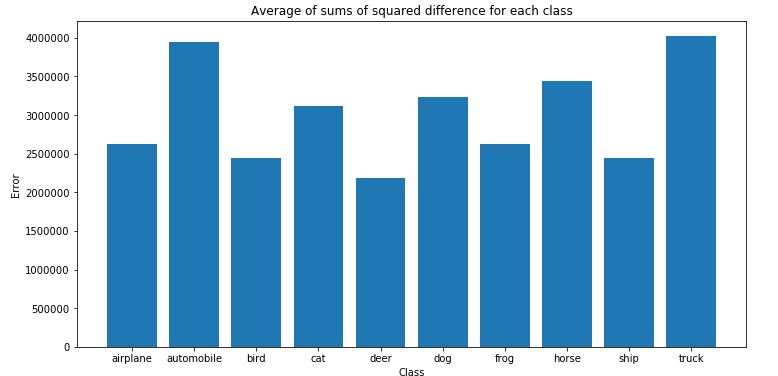 Average of sums of squared difference for each class
4000000
3500000
3000000
2500000
2000000
1500000
1000000
500000
0
Error
airplane automobile bird cat deer dog frog horse ship truck
Class